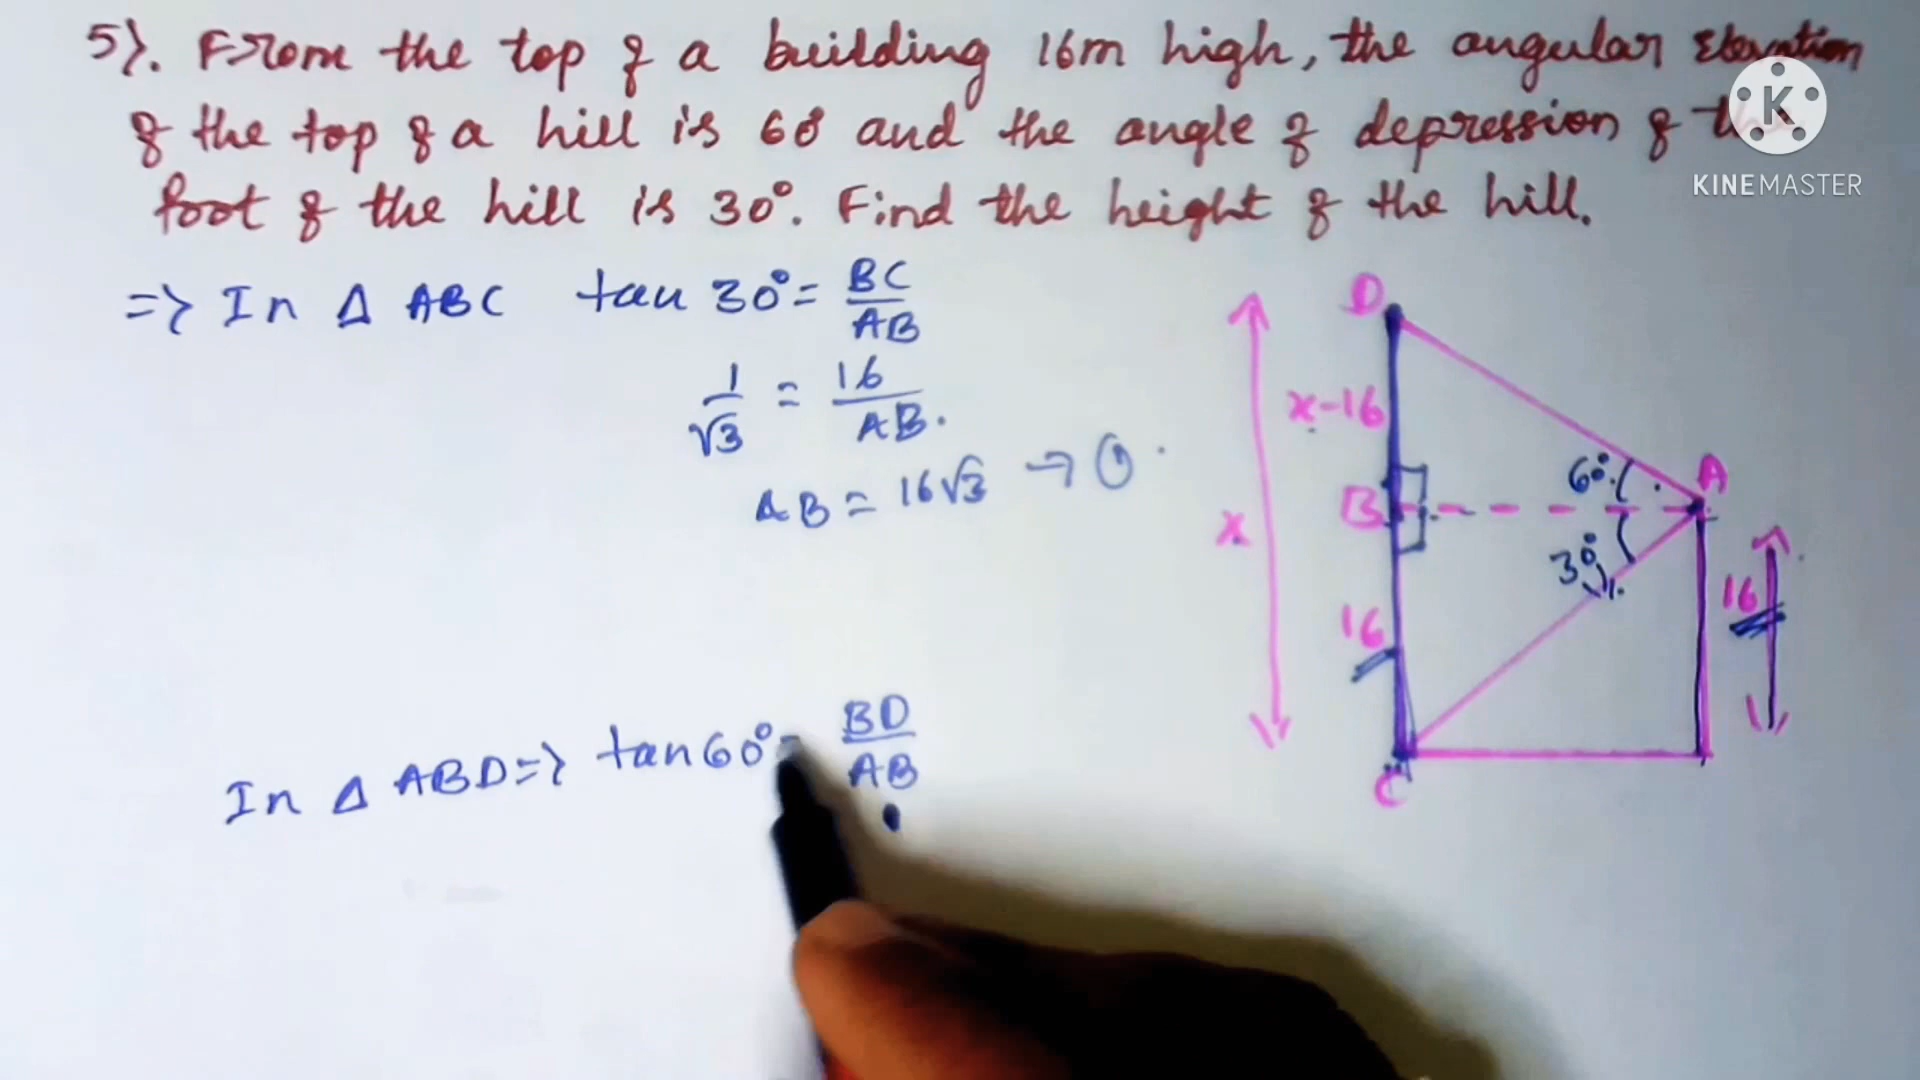 5). From the top of a building 16m high, the angular Elevation
of the top of a hill is 60° and the angle of depression of the
foot of the hill is 30°. Find the height of the hill.
=> In Δ ABC tan 30° = BC/AB
1/√3 = 16/AB.
AB = 16√3 → ①
In Δ ABD => tan 60° = BD/AB
D
x-16
B
x
16
C
60°
30°
A
16
K
KINEMASTER